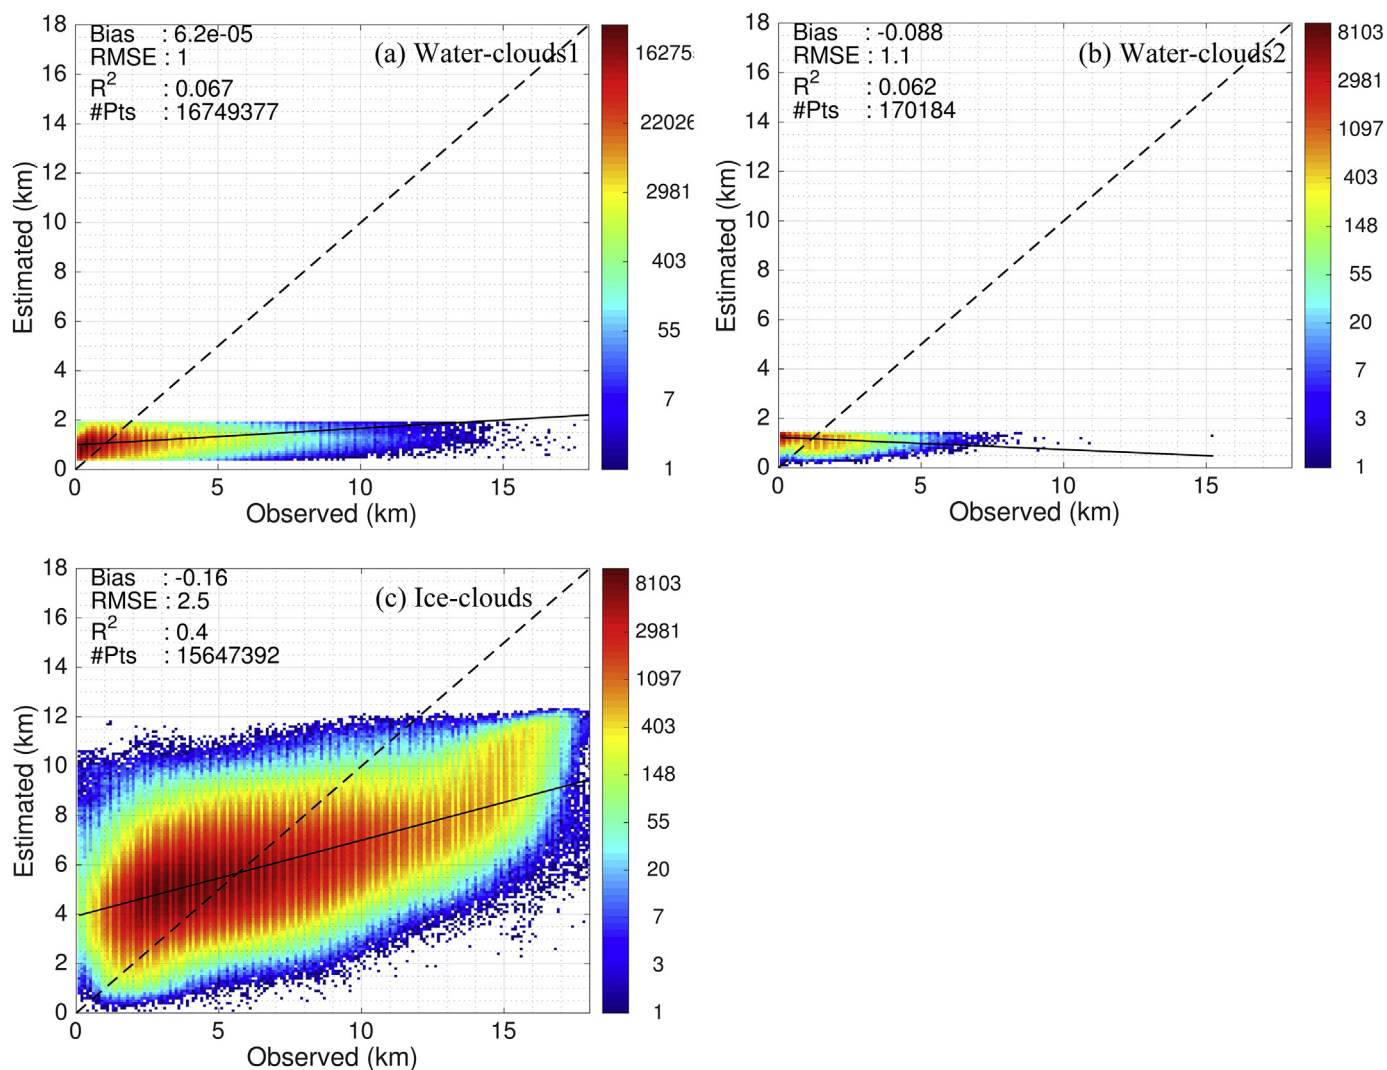 Bias : 6.2e-05
RMSE : 1
R2 : 0.067
#Pts : 16749377
(a) Water-clouds1
18
16
14
12
10
8
6
4
2
0
Estimated (km)
0 5 10 15
Observed (km)
22026
2981
403
55
7
1
Bias : -0.088
RMSE : 1.1
R2 : 0.062
#Pts : 170184
(b) Water-clouds2
18
16
14
12
10
8
6
4
2
0
Estimated (km)
0 5 10 15
Observed (km)
8103
2981
1097
403
148
55
20
7
3
1
Bias : -0.16
RMSE : 2.5
R2 : 0.4
#Pts : 15647392
(c) Ice-clouds
18
16
14
12
10
8
6
4
2
0
Estimated (km)
0 5 10 15
Observed (km)
8103
2981
1097
403
148
55
20
7
3
1